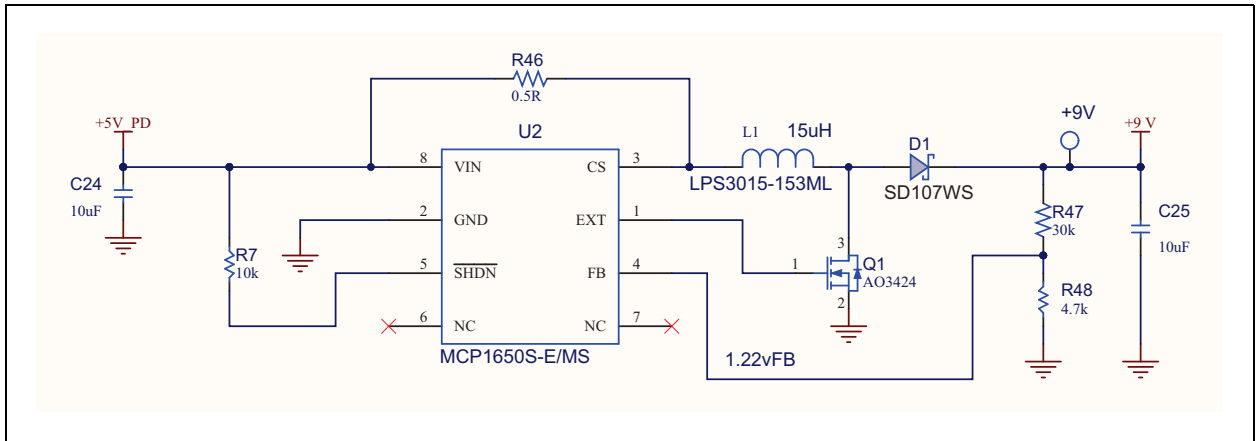 R46
0.5R
+5V_PD
U2
L1
15uH
D1
+9V
+9 V
8
VIN
CS
3
LPS3015-153ML
SD107WS
C24
10uF
2
GND
EXT
1
R47
30k
C25
10uF
R7
10k
5
SHDN
FB
4
3
1
Q1
AO3424
2
R48
4.7k
6
NC
NC
7
MCP1650S-E/MS
1.22vFB